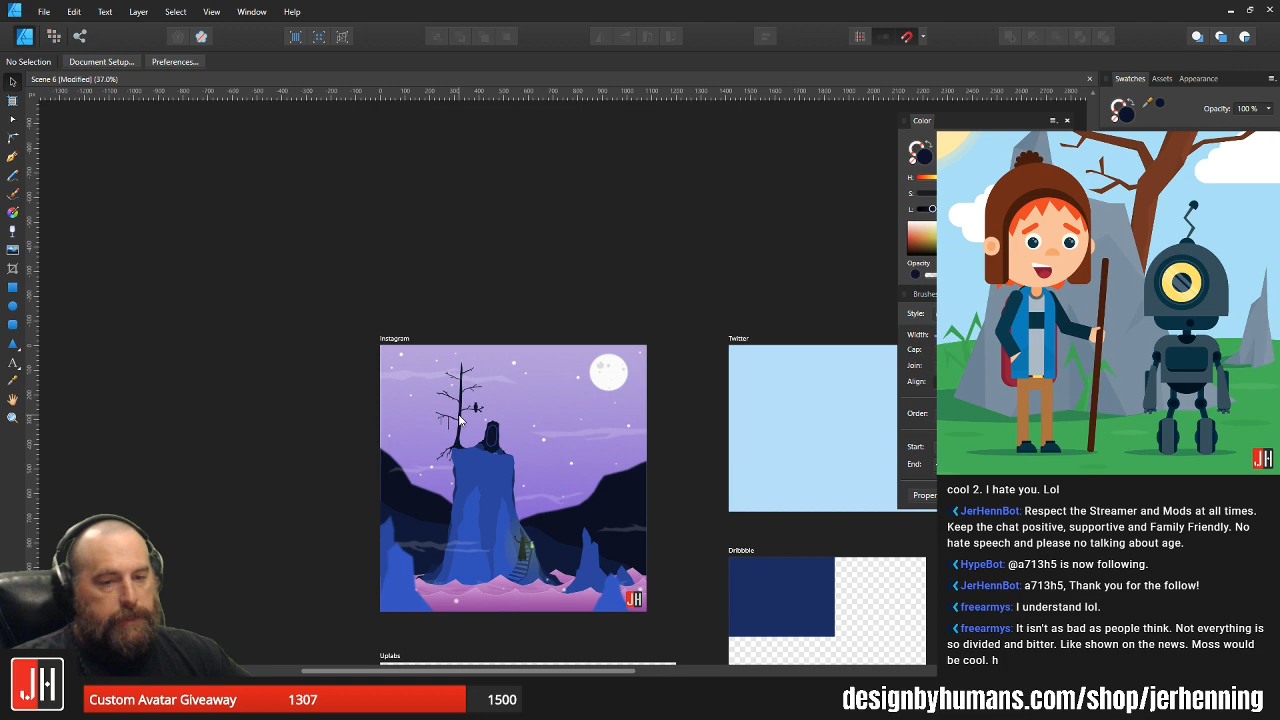 File Edit Text Layer Select View Window Help
No Selection Document Setup... Preferences...
Scene 6 [Modified] (37.0%)
Swatches Assets Appearance
Opacity: 100 %
Color
H:
S:
L:
Opacity
Brushes
Style:
Width:
Cap:
Join:
Align:
Order:
Start:
End:
Proper
Instagram
Twitter
Dribbble
Uplabs
JH
JH
cool 2. I hate you. Lol
JerHennBot: Respect the Streamer and Mods at all times.
Keep the chat positive, supportive and Family Friendly. No
hate speech and please no talking about age.
HypeBot: @a713h5 is now following.
JerHennBot: a713h5, Thank you for the follow!
freearmys: I understand lol.
freearmys: It isn't as bad as people think. Not everything is
so divided and bitter. Like shown on the news. Moss would
be cool. h
JH
Custom Avatar Giveaway 1307 1500
designbyhumans.com/shop/jerhenning